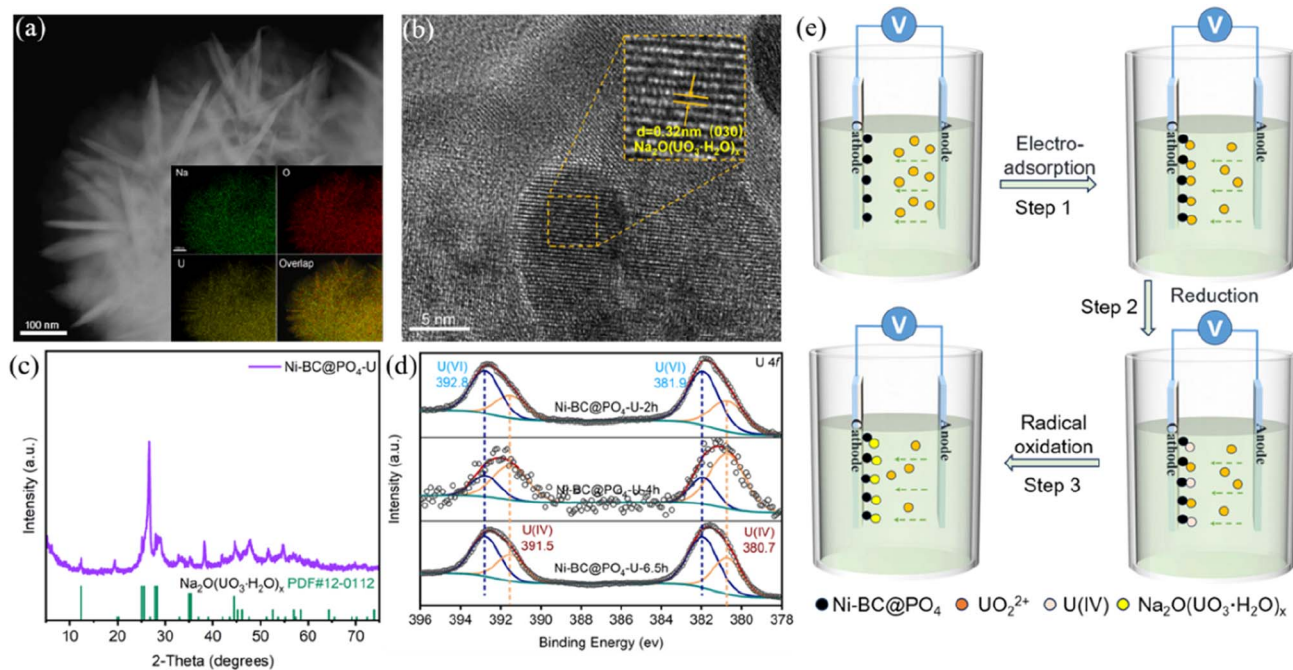 (a)
Na
O
U
Overlap
100 nm
(b)
d=0.32nm (030)
Na₂O(UO₃·H₂O)ₓ
5 nm
(c)
Ni-BC@PO₄-U
Intensity (a.u.)
Na₂O(UO₃·H₂O)ₓ PDF#12-0112
10 20 30 40 50 60 70
2-Theta (degrees)
(d)
U 4f
U(VI)
392.8
U(VI)
381.9
Ni-BC@PO₄-U-2h
Ni-BC@PO₄-U-4h
U(IV)
391.5
U(IV)
380.7
Ni-BC@PO₄-U-6.5h
Intensity (a.u.)
396 394 392 390 388 386 384 382 380 378
Binding Energy (ev)
(e)
V
Cathode
Anode
Electro-
adsorption
Step 1
V
Cathode
Anode
Step 2
Reduction
V
Cathode
Anode
Radical
oxidation
Step 3
V
Cathode
Anode
Ni-BC@PO₄ UO₂²⁺ U(IV) Na₂O(UO₃·H₂O)ₓ